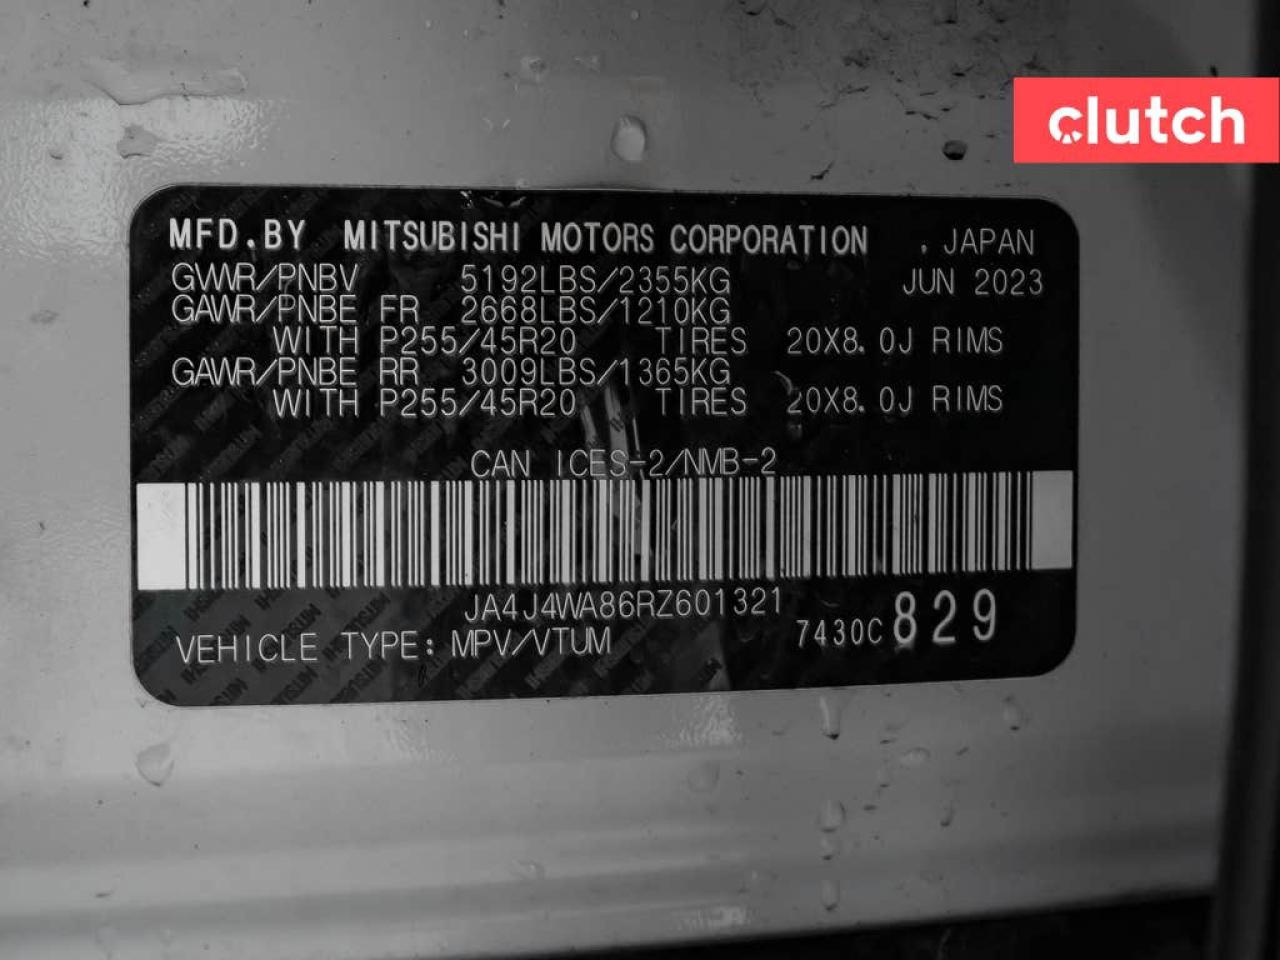 clutch
MFD.BY MITSUBISHI MOTORS CORPORATION , JAPAN
GVWR/PNBV 5192LBS/2355KG JUN 2023
GAWR/PNBE FR 2668LBS/1210KG
WITH P255/45R20 TIRES 20X8.0J RIMS
GAWR/PNBE RR 3009LBS/1365KG
WITH P255/45R20 TIRES 20X8.0J RIMS
CAN ICES-2/NMB-2
JA4J4WA86RZ601321
VEHICLE TYPE: MPV/VTUM 7430C 829